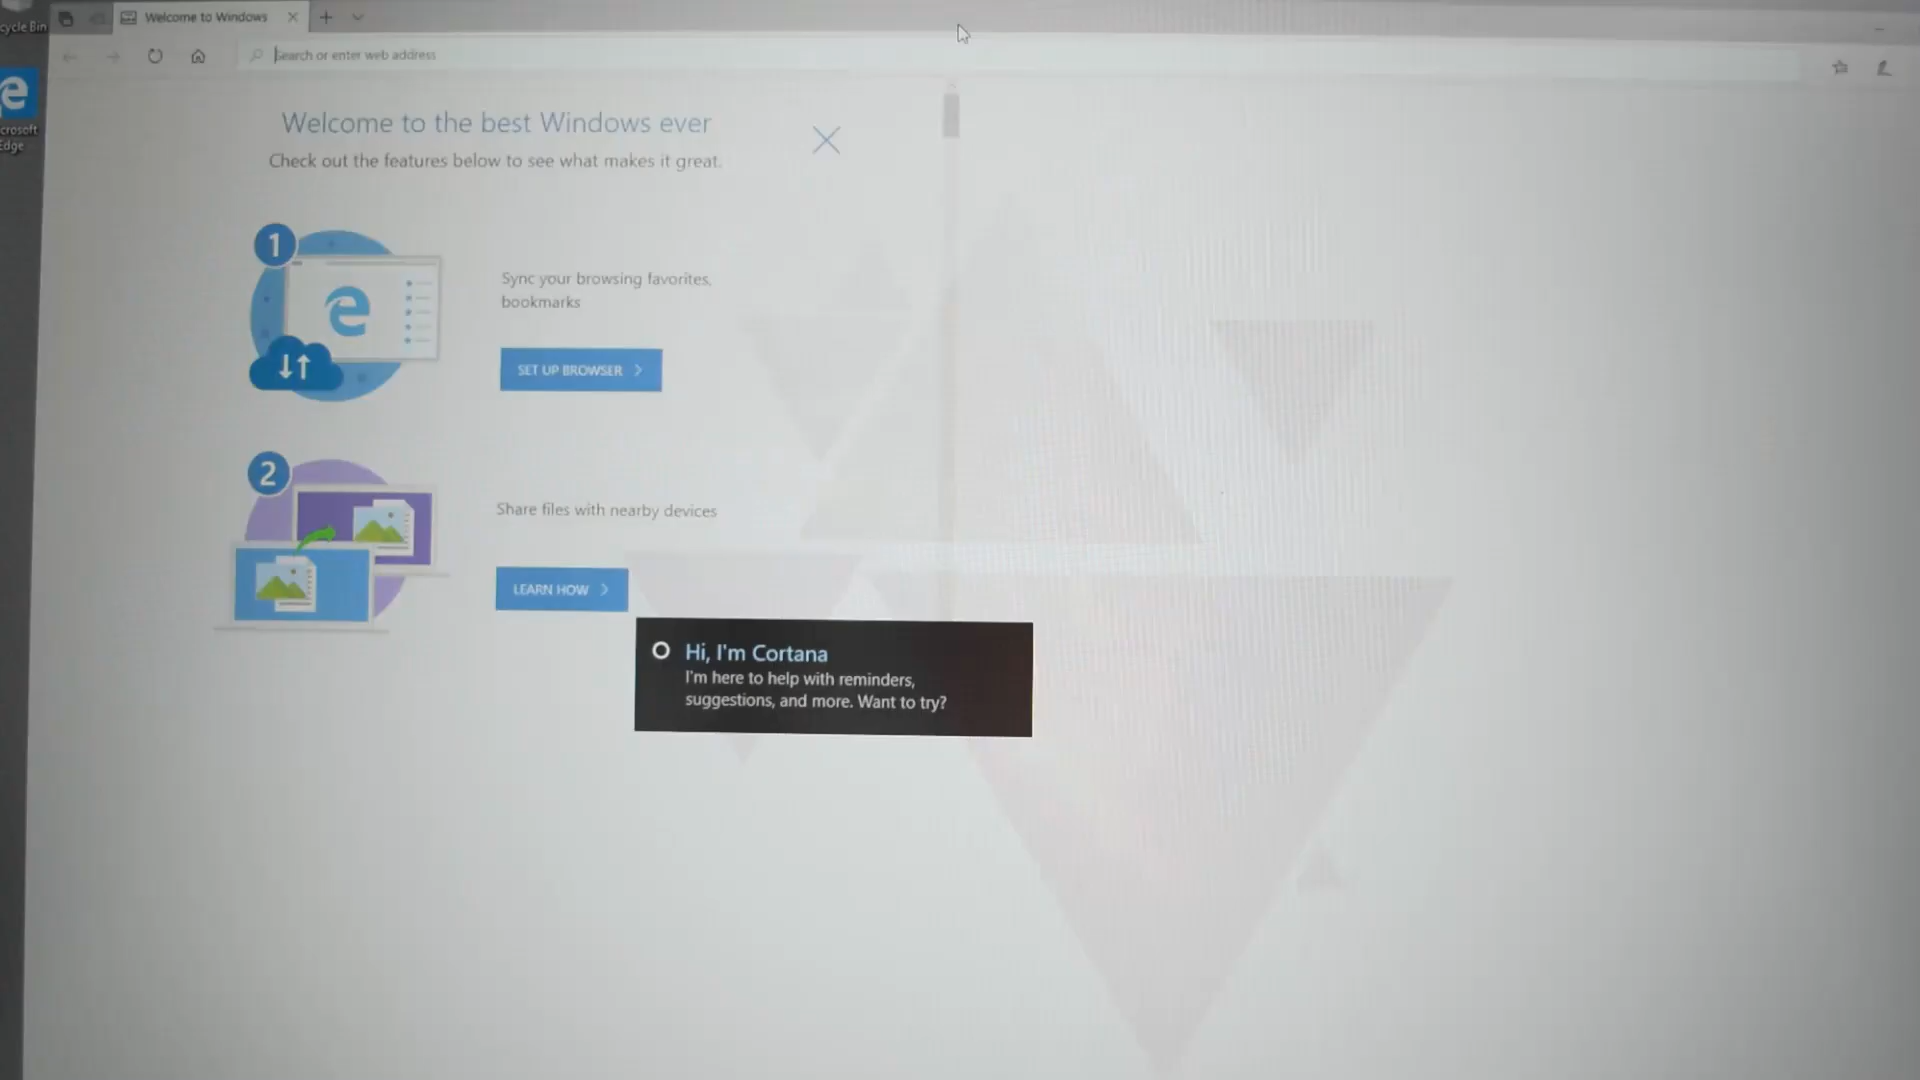 cycle Bin
Welcome to Windows
Search or enter web address
crosoft
Edge
Welcome to the best Windows ever
Check out the features below to see what makes it great.
1
Sync your browsing favorites,
bookmarks
SET UP BROWSER
2
Share files with nearby devices
LEARN HOW
Hi, I'm Cortana
I'm here to help with reminders,
suggestions, and more. Want to try?